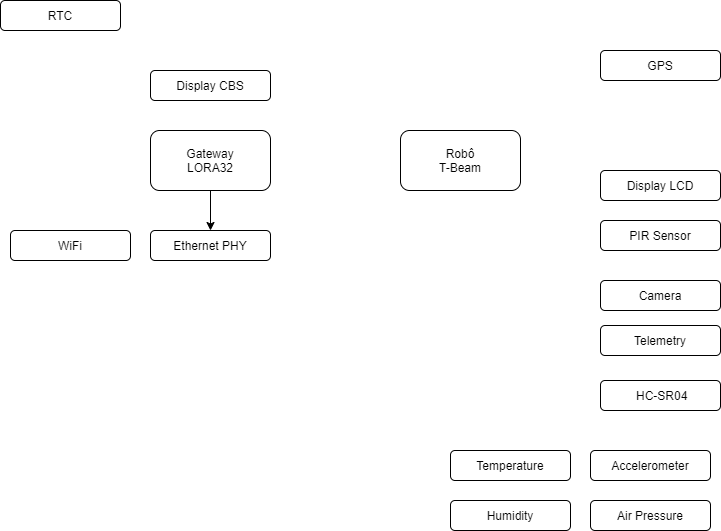 RTC
GPS
Display CBS
Gateway
LORA32
Robô
T-Beam
Display LCD
PIR Sensor
WiFi
Ethernet PHY
Camera
Telemetry
HC-SR04
Temperature
Accelerometer
Humidity
Air Pressure